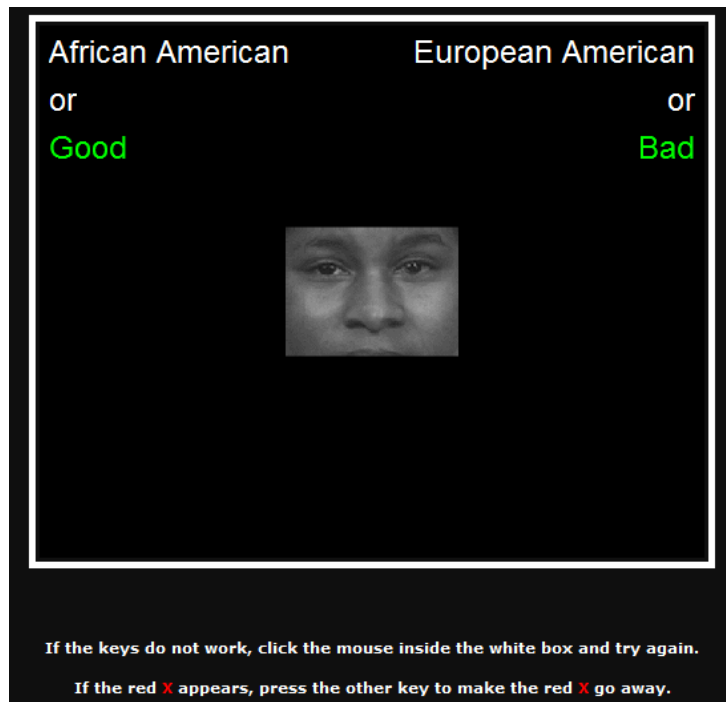 African American European American
or or
Good Bad
If the keys do not work, click the mouse inside the white box and try again.
If the red X appears, press the other key to make the red X go away.